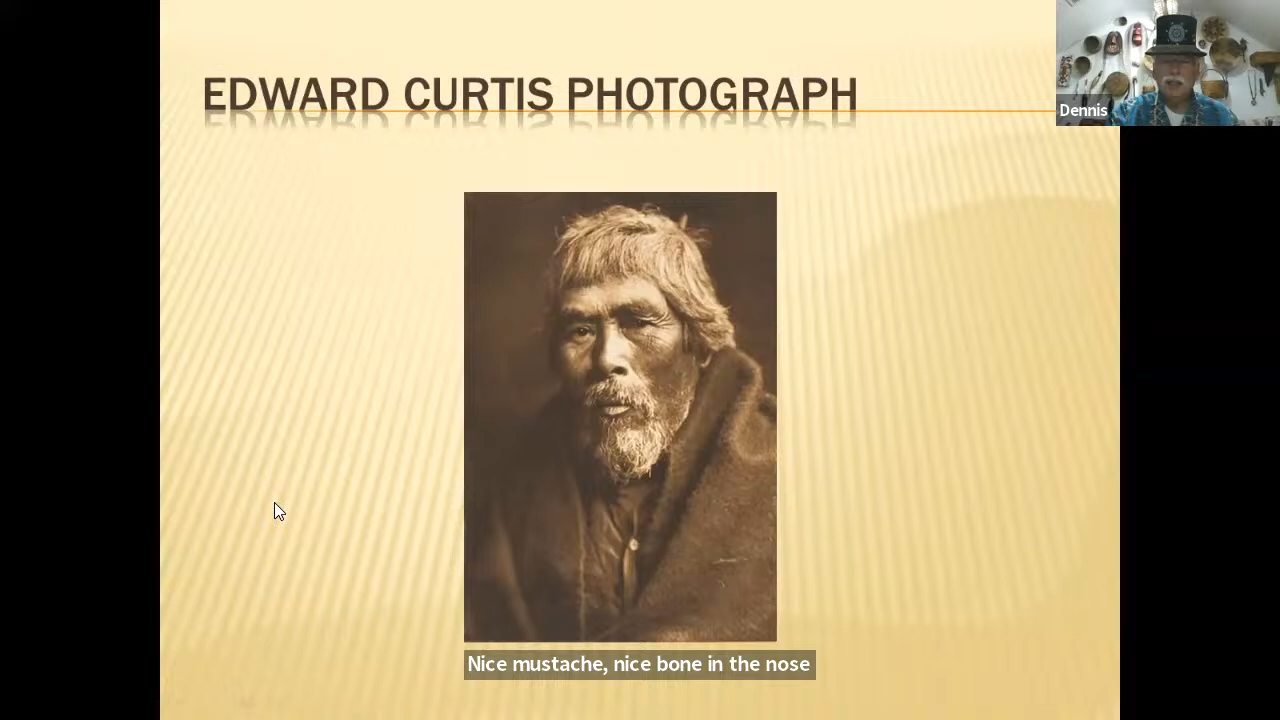 EDWARD CURTIS PHOTOGRAPH
Dennis
Nice mustache, nice bone in the nose